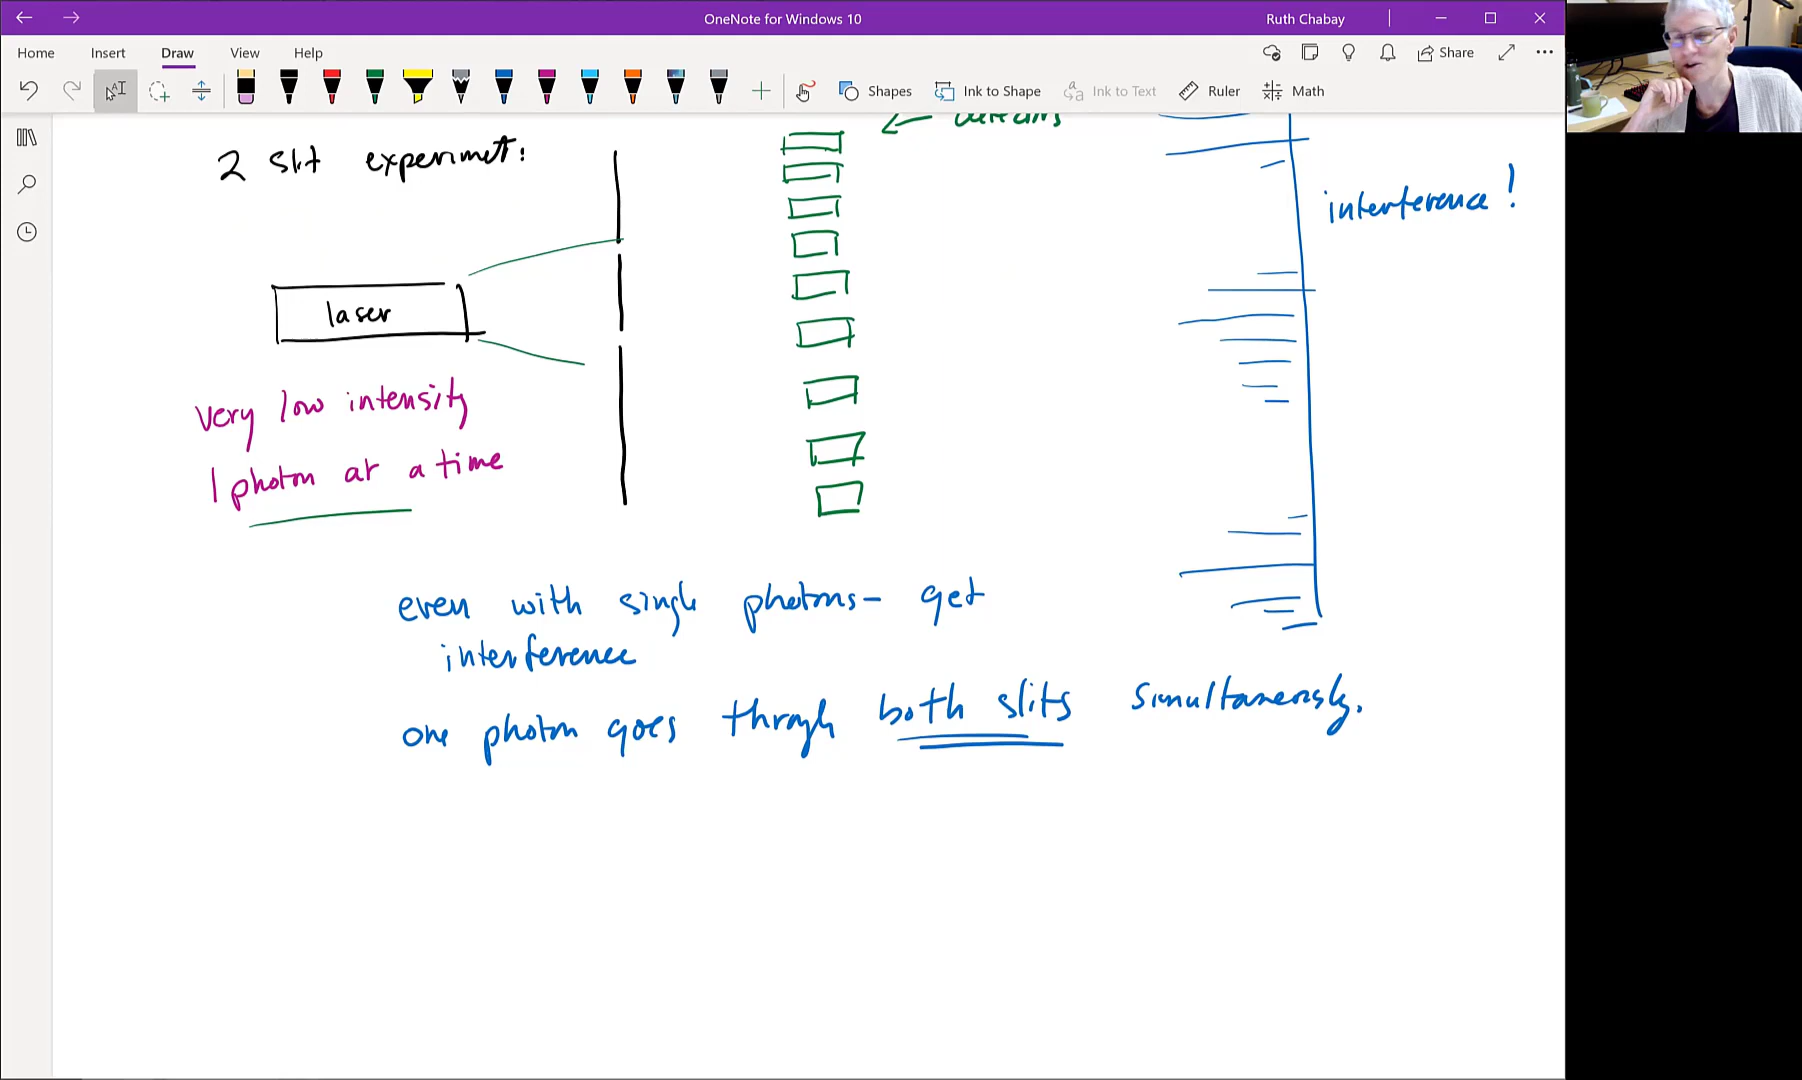 OneNote for Windows 10
Ruth Chabay
Home Insert Draw View Help
Share
Shapes Ink to Shape Ink to Text Ruler Math
2 slit experimet:
interference!
laser
very low intensity
1 photon at a time
even with single photons- get
interference
one photon goes through both slits simultaneously.